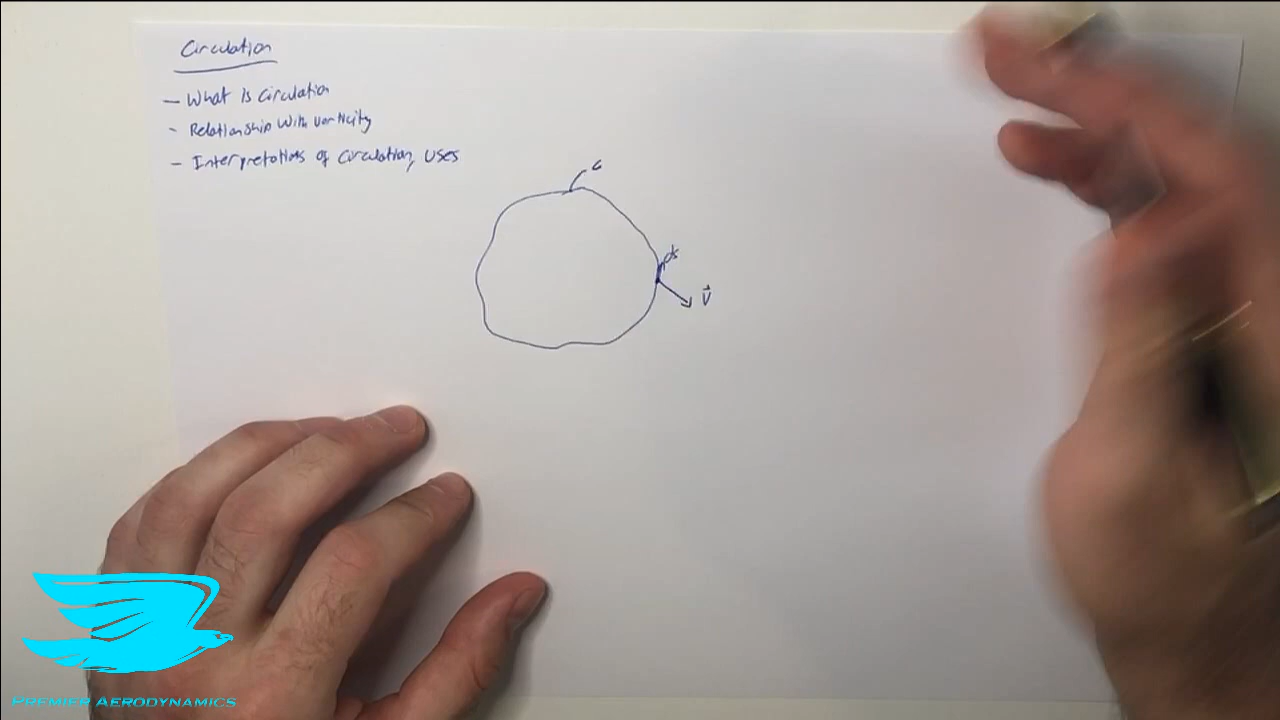 Circulation
- What Is Circulation
- Relationship With Vorticity
- Interpretations of Circulation, Uses
c
ds
V
PREMIER AERODYNAMICS